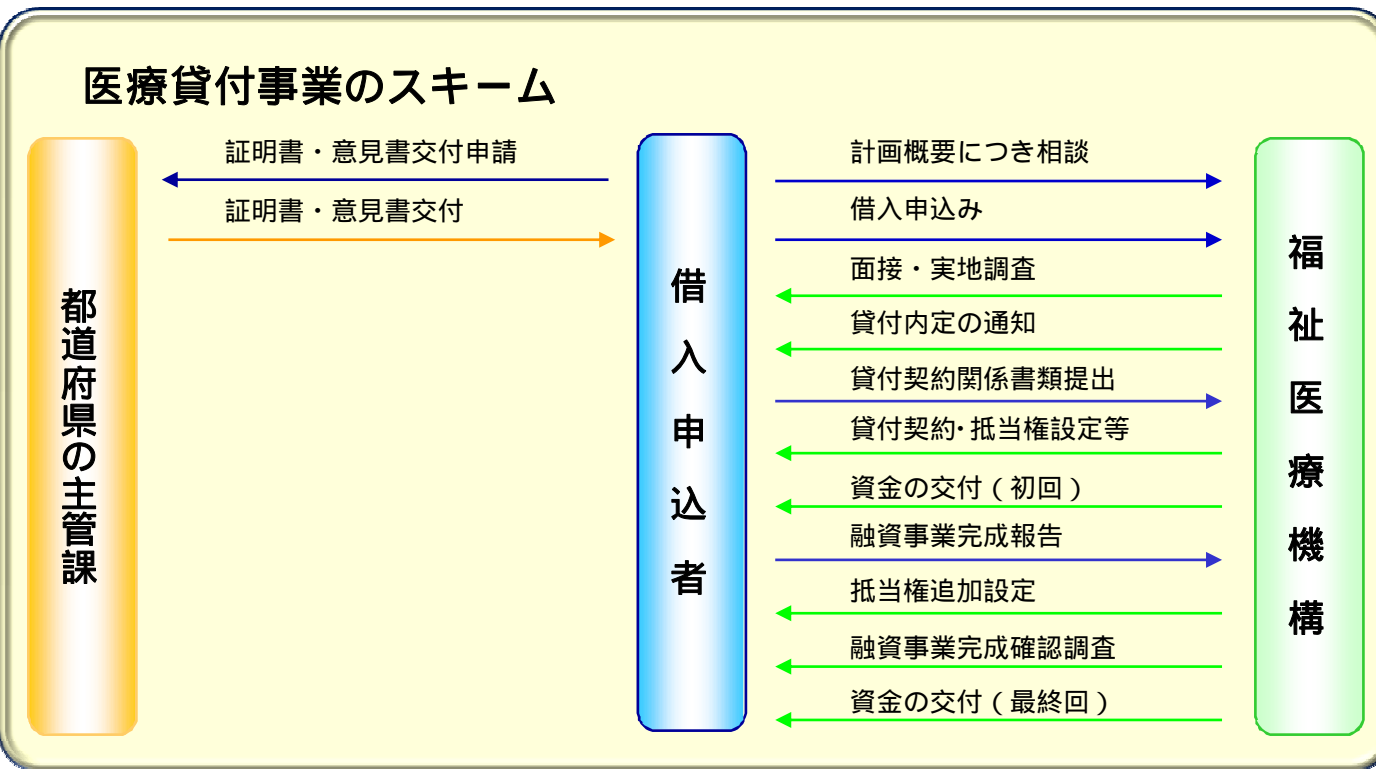 医療貸付事業のスキーム
都道府県の主管課
証明書・意見書交付申請
証明書・意見書交付
借入申込者
計画概要につき相談
借入申込み
面接・実地調査
貸付内定の通知
貸付契約関係書類提出
貸付契約・抵当権設定等
資金の交付（初回）
融資事業完成報告
抵当権追加設定
融資事業完成確認調査
資金の交付（最終回）
福祉医療機構